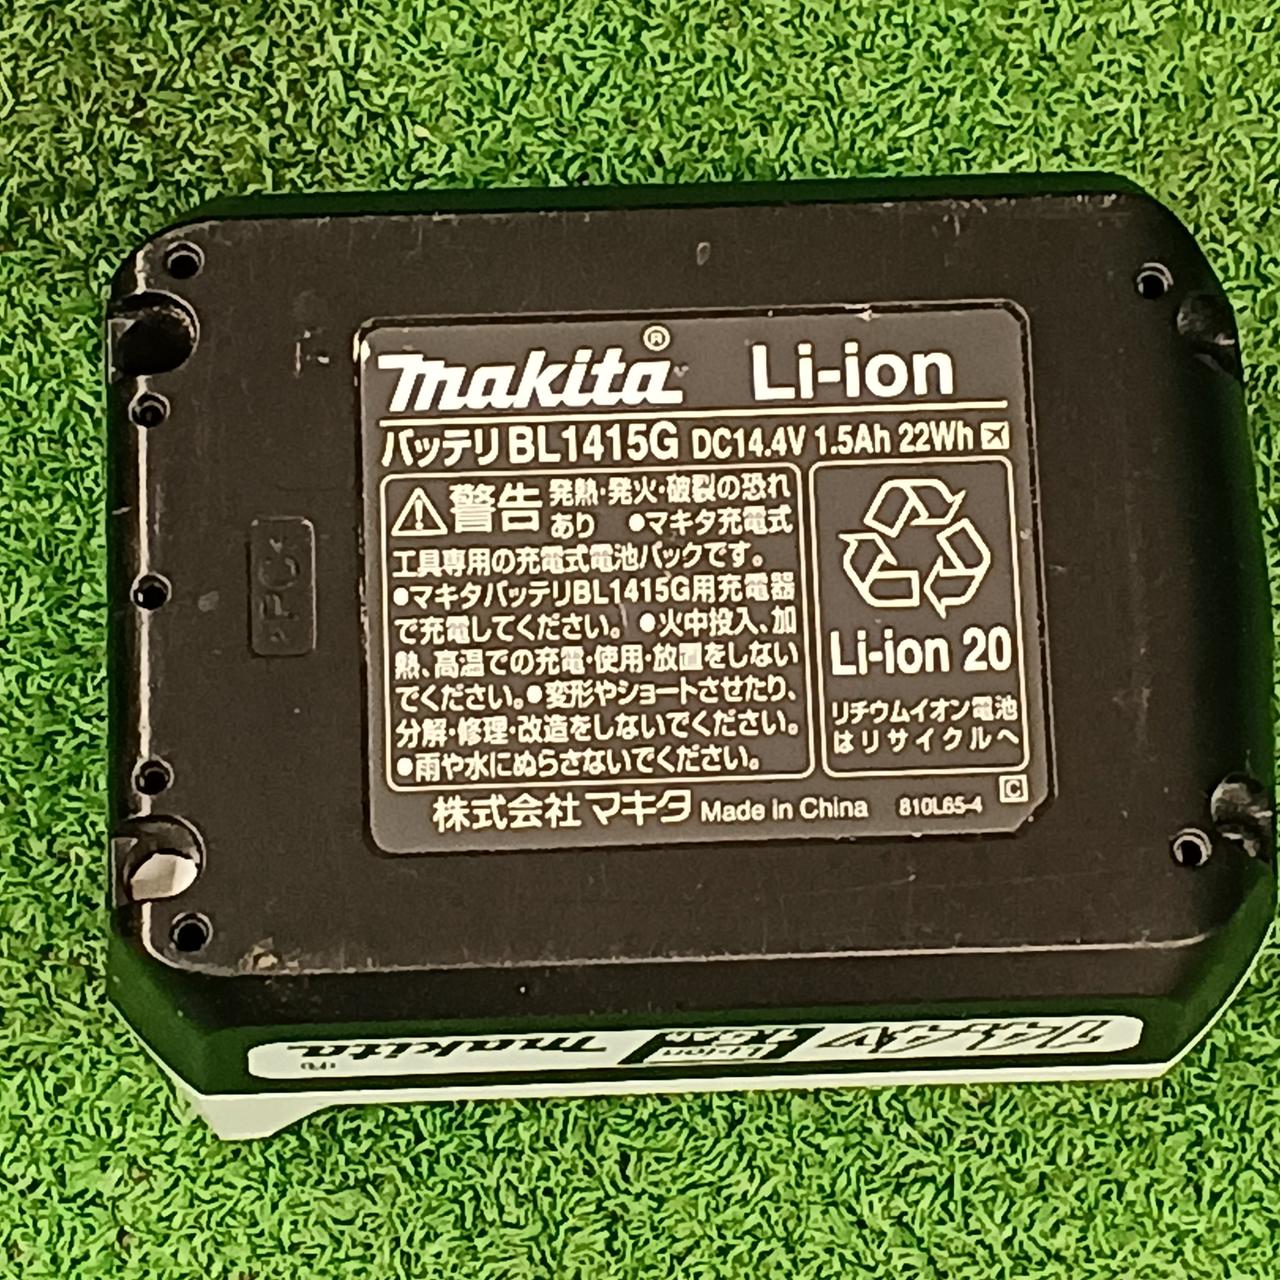 makita® Li-ion
バッテリ BL1415G DC14.4V 1.5Ah 22Wh
警告 発熱・発火・破裂の恐れ
あり ●マキタ充電式
工具専用の充電式電池パックです。
●マキタバッテリBL1415G用充電器
で充電してください。 ●火中投入、加
熱、高温での充電・使用・放置をしない
でください。●変形やショートさせたり、
分解・修理・改造をしないでください。
●雨や水にぬらさないでください。
Li-ion 20
リチウムイオン電池
はリサイクルへ
株式会社マキタ Made in China 810L65-4 C
>PC<
14.4V Li-ion 1.5Ah makita